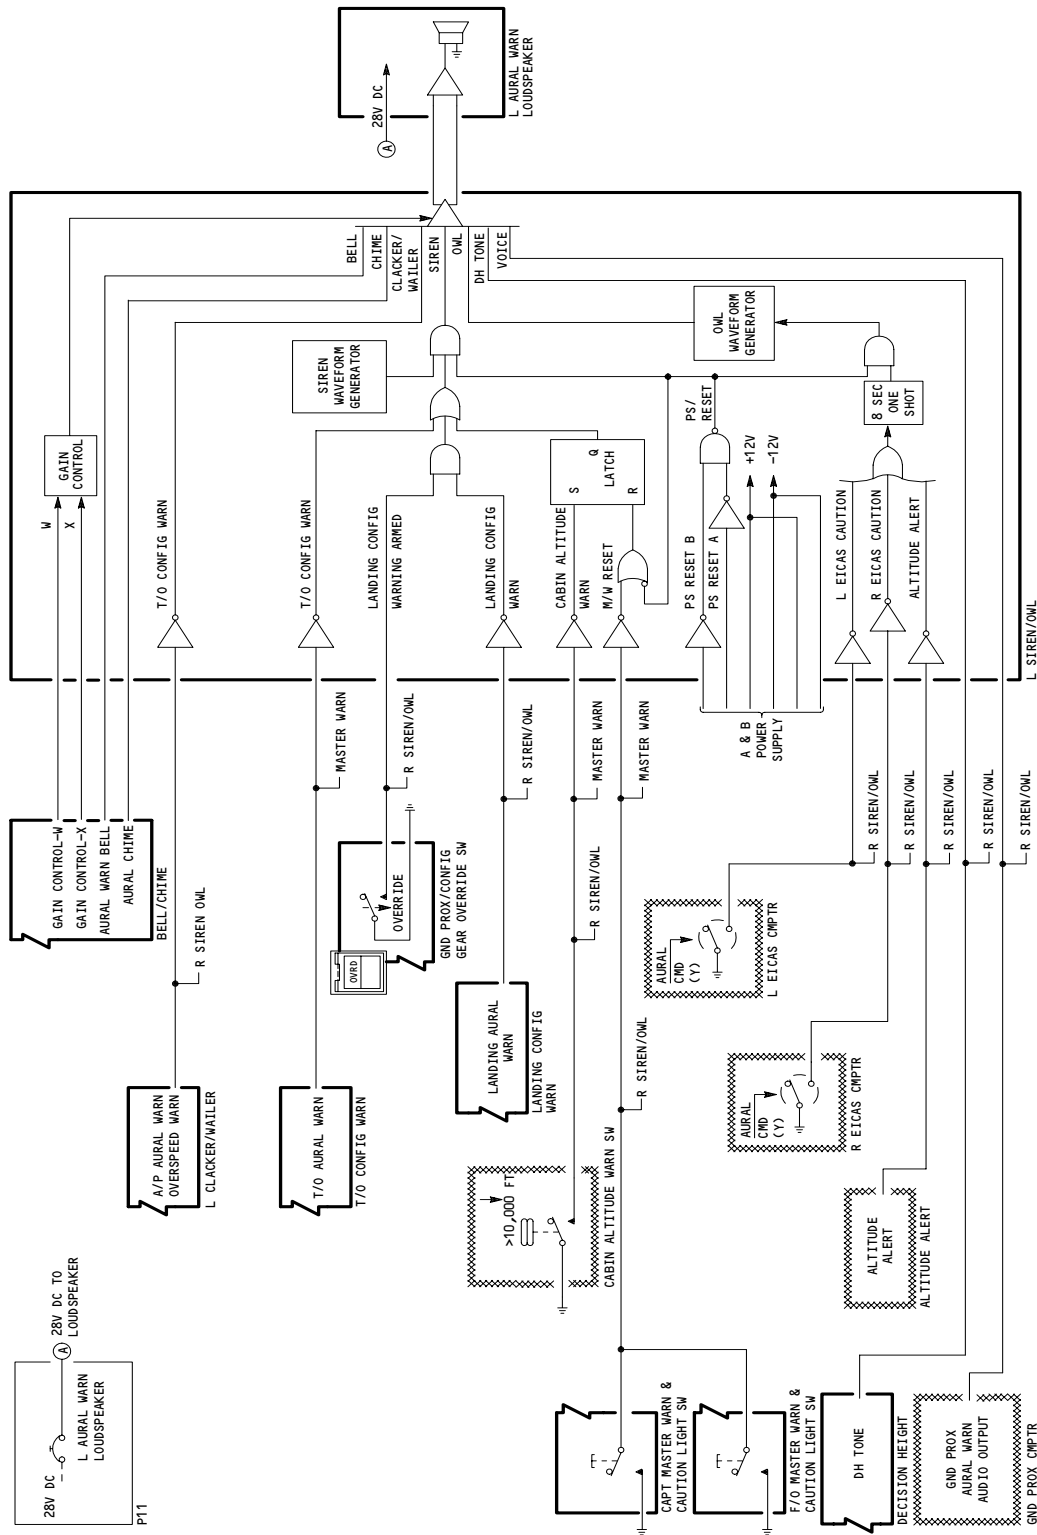 28V DC
L AURAL WARN
LOUDSPEAKER
P11
A
28V DC TO
LOUDSPEAKER
A/P AURAL WARN
OVERSPEED WARN
L CLACKER/WAILER
R SIREN OWL
GAIN CONTROL-W
GAIN CONTROL-X
AURAL WARN BELL
AURAL CHIME
BELL/CHIME
W
X
GAIN
CONTROL
T/O CONFIG WARN
T/O AURAL WARN
T/O CONFIG WARN
MASTER WARN
T/O CONFIG WARN
OVRD
OVERRIDE
GND PROX/CONFIG
GEAR OVERRIDE SW
R SIREN/OWL
LANDING CONFIG
WARNING ARMED
LANDING AURAL
WARN
LANDING CONFIG
WARN
R SIREN/OWL
LANDING CONFIG
WARN
>10,000 FT
CABIN ALTITUDE WARN SW
R SIREN/OWL
MASTER WARN
CABIN ALTITUDE
WARN
CAPT MASTER WARN &
CAUTION LIGHT SW
F/O MASTER WARN &
CAUTION LIGHT SW
R SIREN/OWL
MASTER WARN
M/W RESET
S
Q
LATCH
R
SIREN
WAVEFORM
GENERATOR
A & B
POWER
SUPPLY
PS RESET B
PS RESET A
PS/
RESET
+12V
-12V
AURAL
CMD
(Y)
L EICAS CMPTR
R SIREN/OWL
L EICAS CAUTION
AURAL
CMD
(Y)
R EICAS CMPTR
R SIREN/OWL
R EICAS CAUTION
ALTITUDE
ALERT
ALTITUDE ALERT
R SIREN/OWL
ALTITUDE ALERT
8 SEC
ONE
SHOT
OWL
WAVEFORM
GENERATOR
DH TONE
DECISION HEIGHT
R SIREN/OWL
GND PROX
AURAL WARN
AUDIO OUTPUT
GND PROX CMPTR
R SIREN/OWL
L SIREN/OWL
BELL
CHIME
CLACKER/
WAILER
SIREN
OWL
DH TONE
VOICE
A
28V DC
L AURAL WARN
LOUDSPEAKER